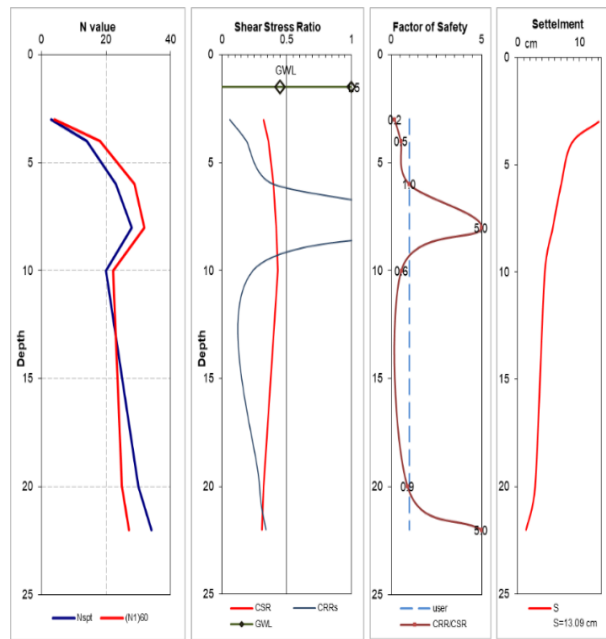 N value
0 20 40
0
5
10
15
20
25
Depth
Nspt (N1)60
Shear Stress Ratio
0 0.5 1
GWL
0
5
10
15
20
25
Depth
CSR CRRs
GWL
Factor of Safety
0 5
0
5
10
15
20
25
0.2
0.5
1.0
5.0
0.6
0.9
5.0
user
CRR/CSR
Settelment
0 cm 10
0
5
10
15
20
25
S
S=13.09 cm